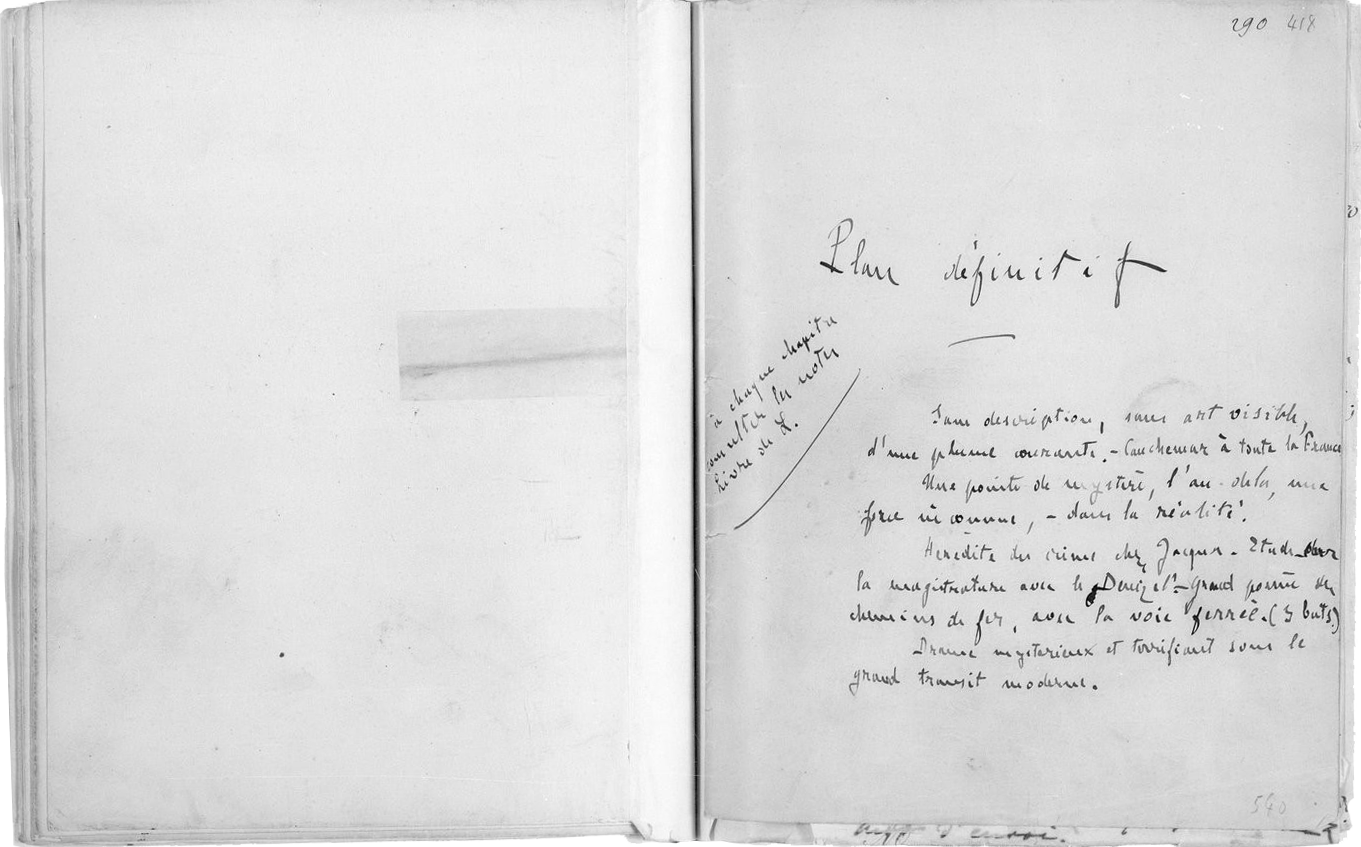 290 418
Plan définitif
à chaque chapitre
consulter les notes
livre de L.
Sans description, sans art visible,
d'une plume courante. - Cauchemar à toute la France
Une pointe de mystère, l'au-delà, une
force inconnue, - dans la réalité.
Hérédité du crime chez Jacques - Etude sur
la magistrature avec le Denizet - Grand poème des
chemins de fer, avec la voie ferrée. (3 buts.)
Drame mystérieux et terrifiant sous le
grand transit moderne.
540